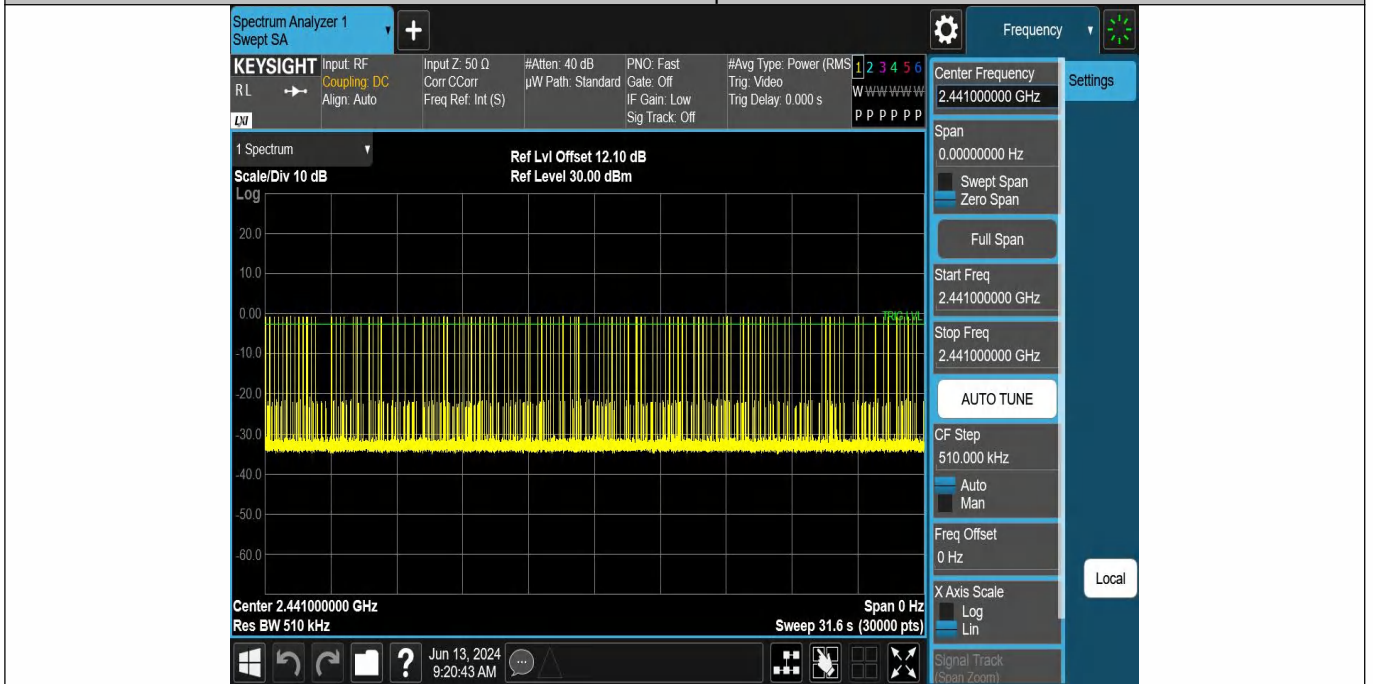 Spectrum Analyzer 1
Swept SA
+
Frequency
KEYSIGHT
RL
LXI
Input: RF
Coupling: DC
Align: Auto
Input Z: 50 Ω
Corr CCorr
Freq Ref: Int (S)
#Atten: 40 dB
µW Path: Standard
PNO: Fast
Gate: Off
IF Gain: Low
Sig Track: Off
#Avg Type: Power (RMS
Trig: Video
Trig Delay: 0.000 s
1 2 3 4 5 6
W W W W W W
P P P P P P
1 Spectrum
Scale/Div 10 dB
Log
Ref Lvl Offset 12.10 dB
Ref Level 30.00 dBm
20.0
10.0
0.00
-10.0
-20.0
-30.0
-40.0
-50.0
-60.0
TRIG LVL
Center 2.441000000 GHz
Res BW 510 kHz
Span 0 Hz
Sweep 31.6 s (30000 pts)
Center Frequency
2.441000000 GHz
Settings
Span
0.00000000 Hz
Swept Span
Zero Span
Full Span
Start Freq
2.441000000 GHz
Stop Freq
2.441000000 GHz
AUTO TUNE
CF Step
510.000 kHz
Auto
Man
Freq Offset
0 Hz
X Axis Scale
Log
Lin
Signal Track
(Span Zoom)
Local
?
Jun 13, 2024
9:20:43 AM